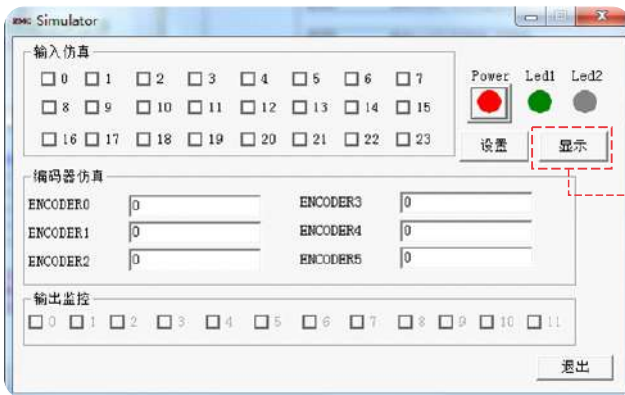 ZMC Simulator
输入仿真
0 1 2 3 4 5 6 7
Power Led1 Led2
8 9 10 11 12 13 14 15
16 17 18 19 20 21 22 23
设置 显示
编码器仿真
ENCODER0 0 ENCODER3 0
ENCODER1 0 ENCODER4 0
ENCODER2 0 ENCODER5 0
输出监控
0 1 2 3 4 5 6 7 8 9 10 11
退出